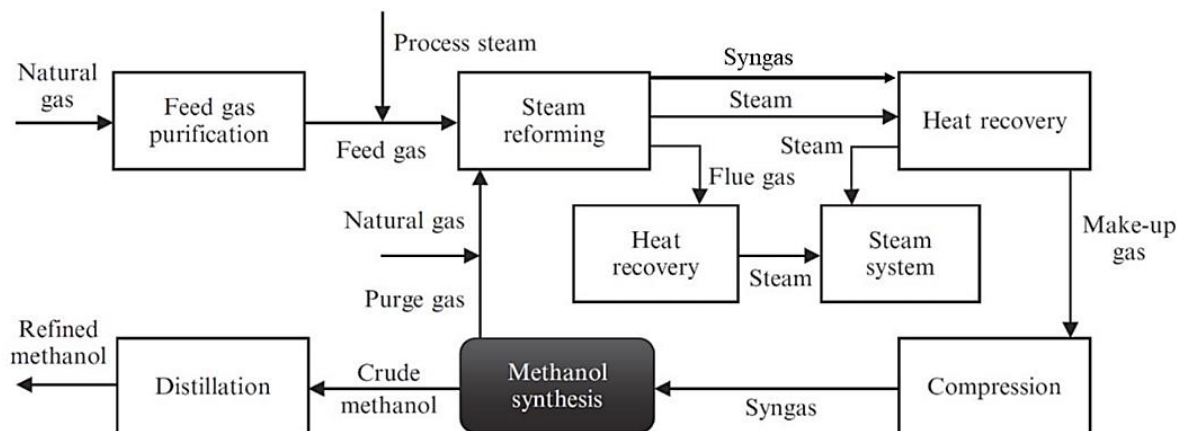 Process steam
Natural
gas
Feed gas
purification
Feed gas
Steam
reforming
Syngas
Steam
Heat recovery
Steam
Flue gas
Natural gas
Heat
recovery
Steam
Steam
system
Make-up
gas
Purge gas
Refined
methanol
Distillation
Crude
methanol
Methanol
synthesis
Syngas
Compression